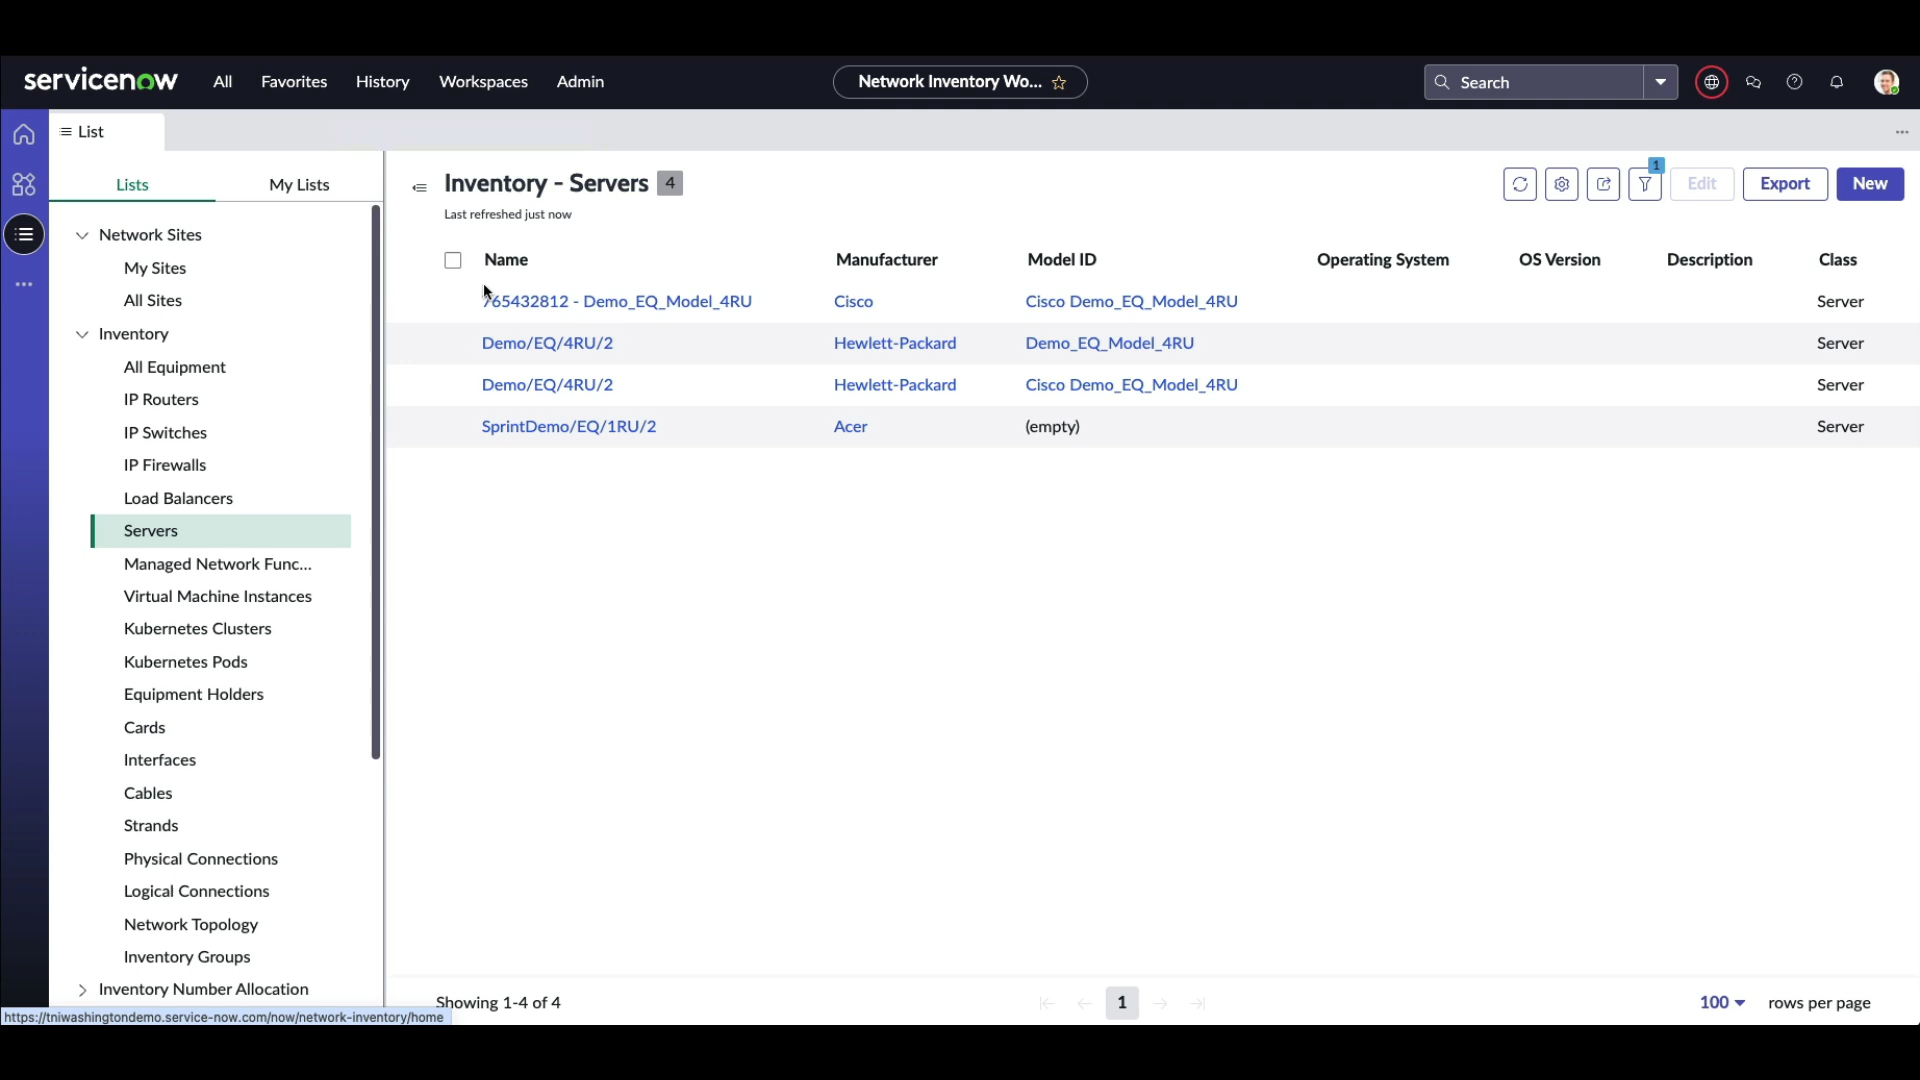 servicenow All Favorites History Workspaces Admin Network Inventory Wo... Search
List
Lists My Lists
Network Sites
My Sites
All Sites
Inventory
All Equipment
IP Routers
IP Switches
IP Firewalls
Load Balancers
Servers
Managed Network Func...
Virtual Machine Instances
Kubernetes Clusters
Kubernetes Pods
Equipment Holders
Cards
Interfaces
Cables
Strands
Physical Connections
Logical Connections
Network Topology
Inventory Groups
Inventory Number Allocation
https://tniwashingtondemo.service-now.com/now/network-inventory/home
Inventory - Servers 4
Last refreshed just now
1
Edit Export New
Name Manufacturer Model ID Operating System OS Version Description Class
765432812 - Demo_EQ_Model_4RU Cisco Cisco Demo_EQ_Model_4RU Server
Demo/EQ/4RU/2 Hewlett-Packard Demo_EQ_Model_4RU Server
Demo/EQ/4RU/2 Hewlett-Packard Cisco Demo_EQ_Model_4RU Server
SprintDemo/EQ/1RU/2 Acer (empty) Server
Showing 1-4 of 4 1 100 rows per page